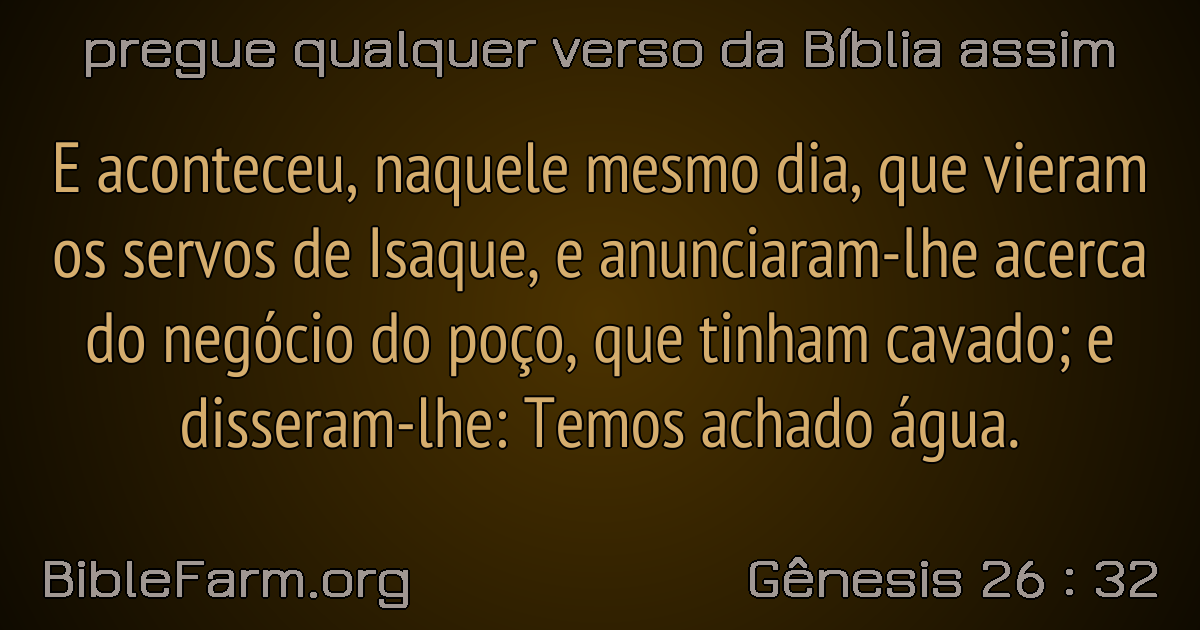 pregue qualquer verso da Bíblia assim
E aconteceu, naquele mesmo dia, que vieram
os servos de Isaque, e anunciaram-lhe acerca
do negócio do poço, que tinham cavado; e
disseram-lhe: Temos achado água.
BibleFarm.org
Gênesis 26 : 32